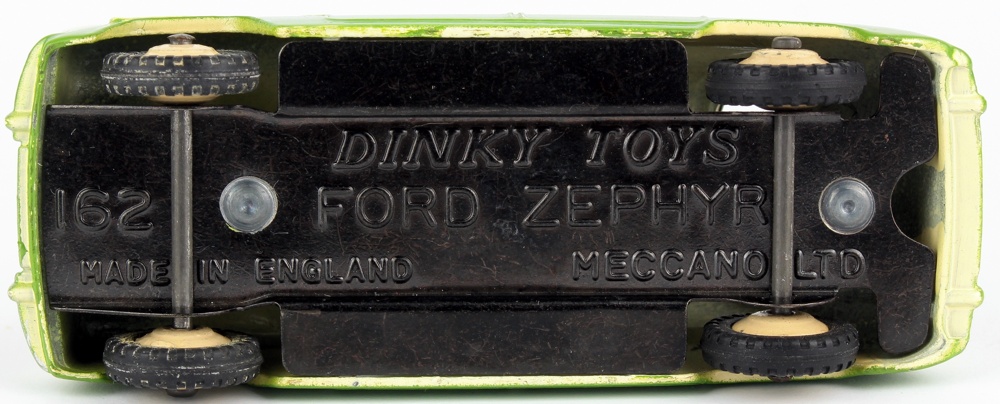 DINKY TOYS
162 FORD ZEPHYR
MADE IN ENGLAND MECCANO LTD